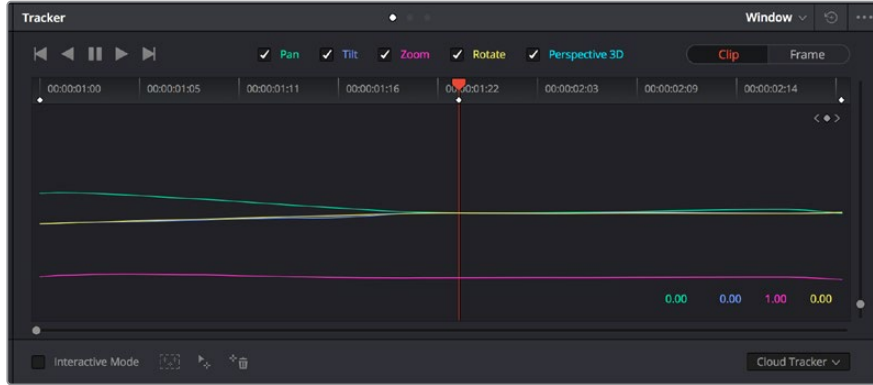 Tracker
Window
Pan Tilt Zoom Rotate Perspective 3D Clip Frame
00:00:01:00 00:00:01:05 00:00:01:11 00:00:01:16 00:00:01:22 00:00:02:03 00:00:02:09 00:00:02:14
0.00 0.00 1.00 0.00
Interactive Mode
Cloud Tracker